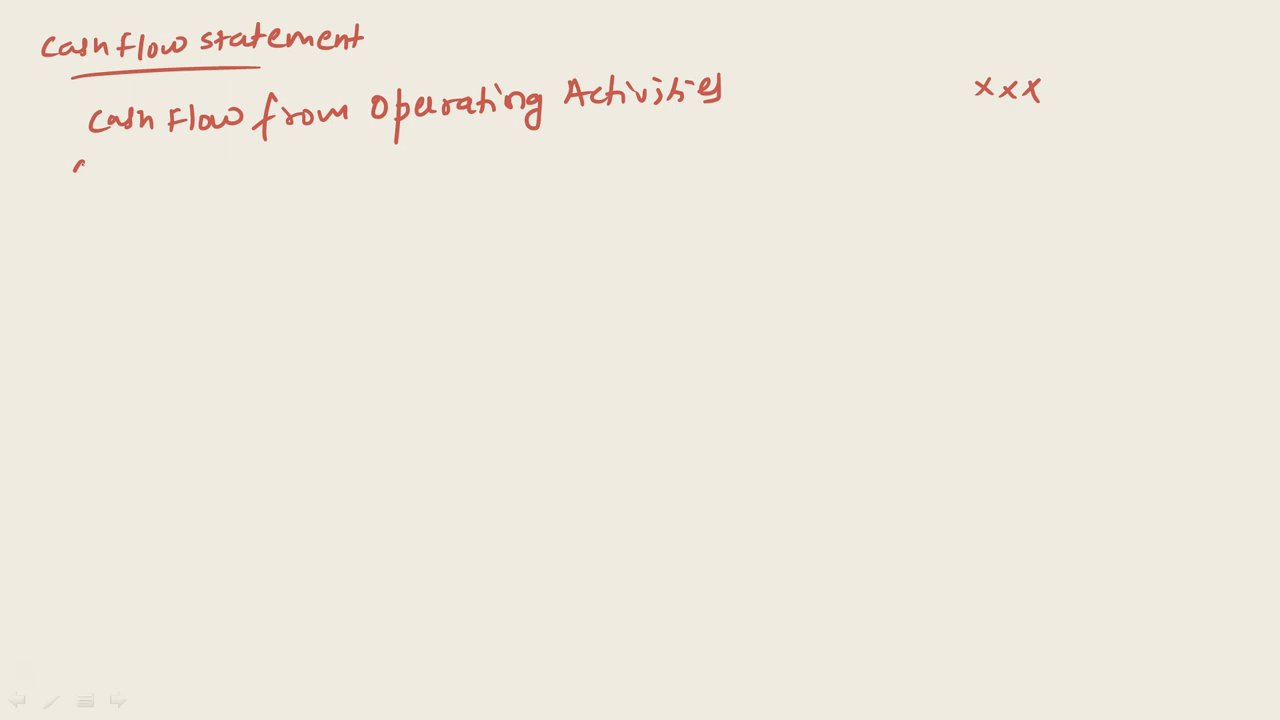 cash flow statement
Cash Flow from Operating Activities xxx